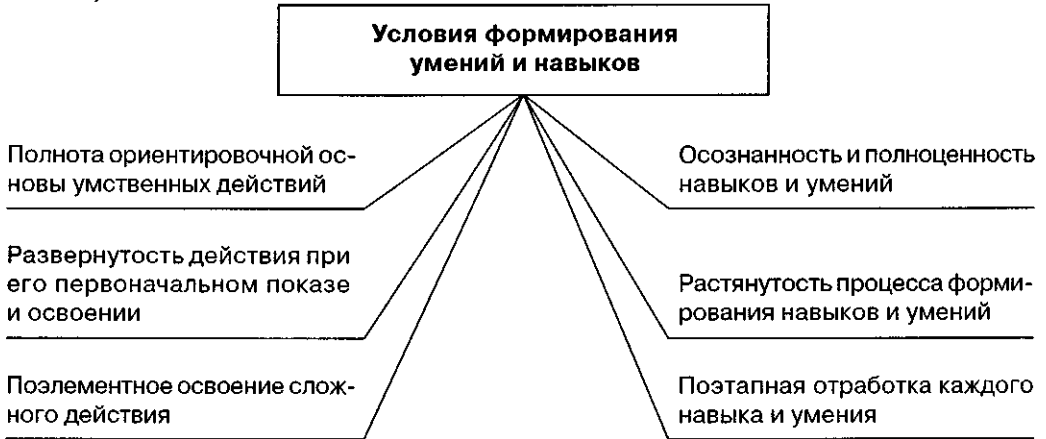 Условия формирования
умений и навыков
Полнота ориентировочной ос-
новы умственных действий
Развернутость действия при
его первоначальном показе
и освоении
Поэлементное освоение слож-
ного действия
Осознанность и полноценность
навыков и умений
Растянутость процесса форми-
рования навыков и умений
Поэтапная отработка каждого
навыка и умения